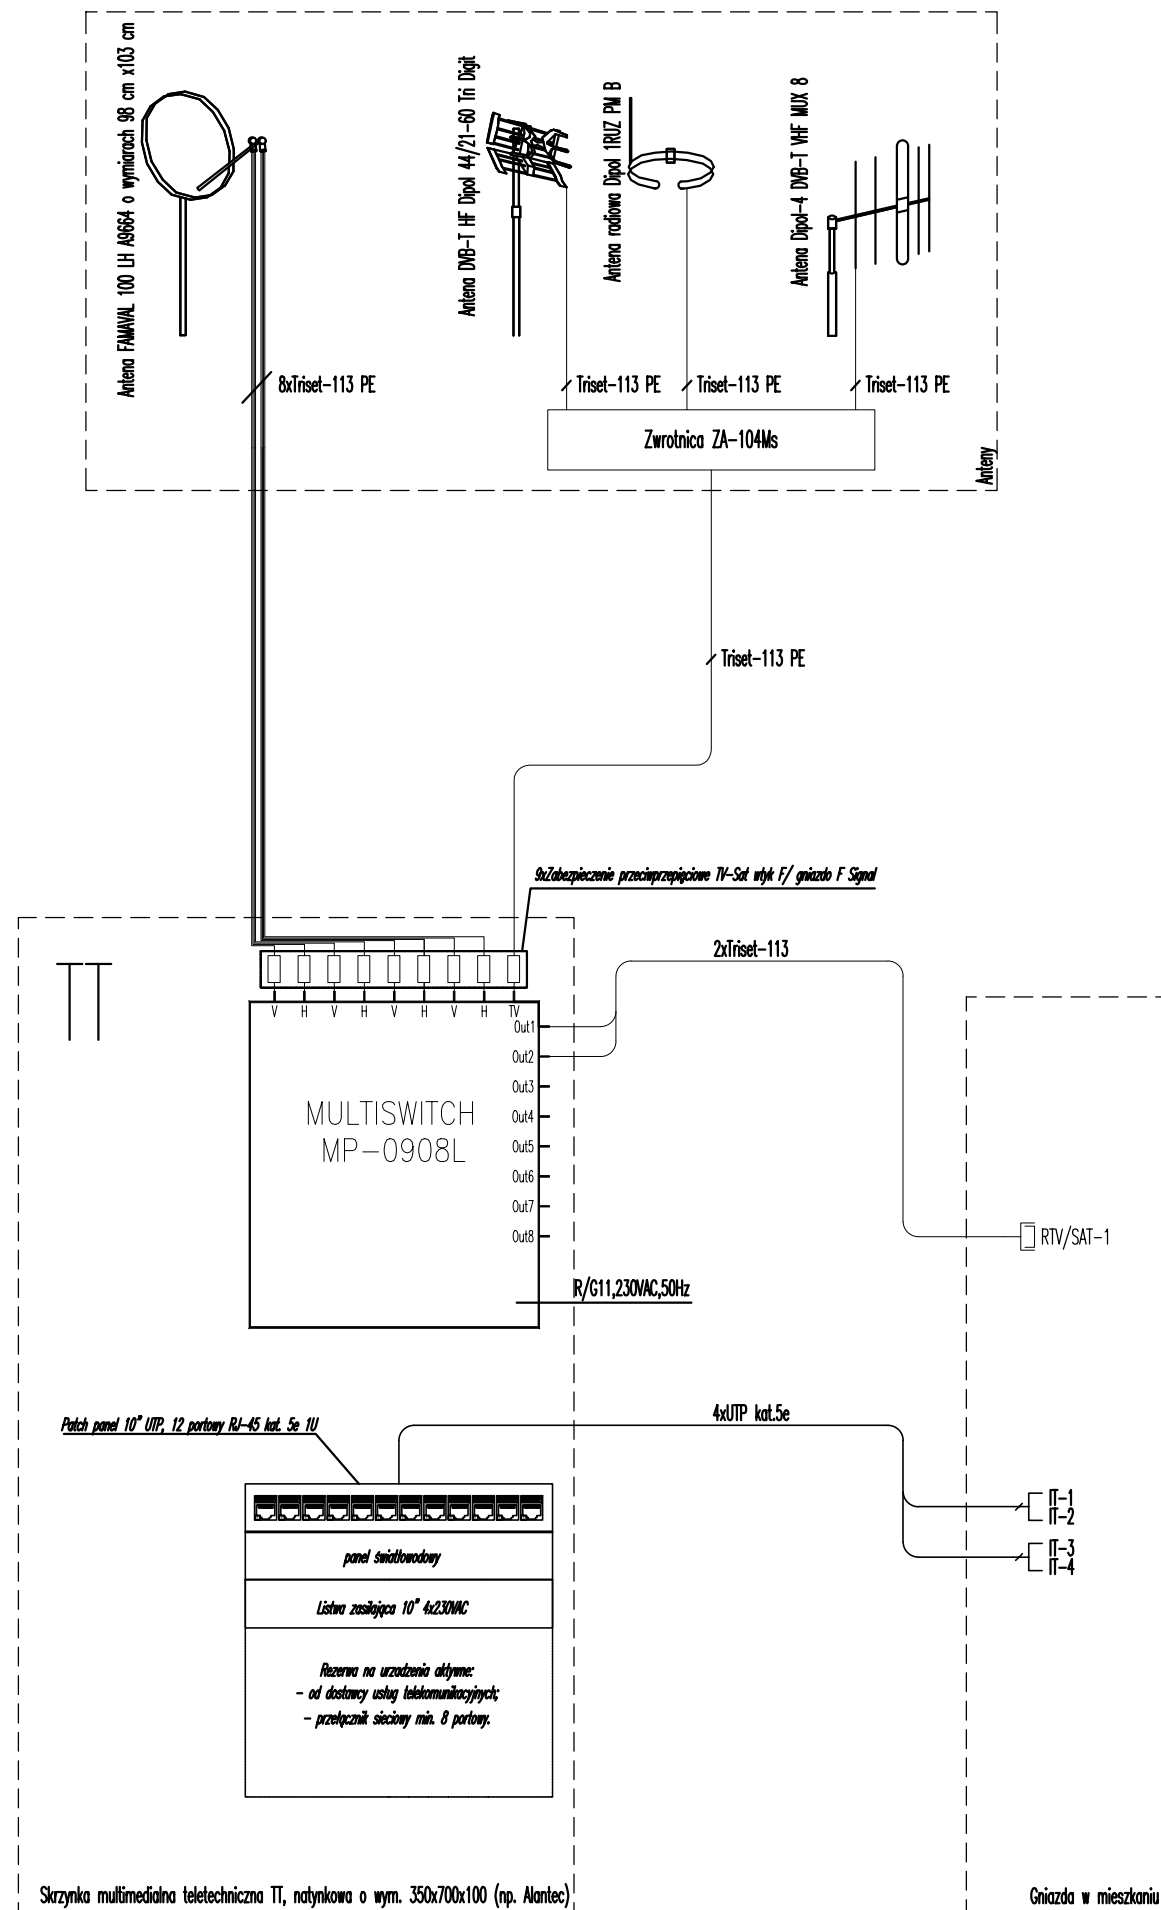 Antena FAMAVAL 100 LH A9664 o wymiarach 98 cm x103 cm
Antena DVB-T HF Dipol 44/21-60 Tri Digit
Antena radiowa Dipol 1RUZ PM B
Antena Dipol-4 DVB-T VHF MUX 8
8xTriset-113 PE
Triset-113 PE
Triset-113 PE
Triset-113 PE
Zwrotnica ZA-104Ms
Anteny
Triset-113 PE
9xZabezpieczenie przeciwprzepięciowe TV-Sat wtyk F/ gniazdo F Signal
2xTriset-113
TT
V H V H V H V H TV
Out1
Out2
Out3
Out4
Out5
Out6
Out7
Out8
MULTISWITCH
MP-0908L
RTV/SAT-1
R/G11,230VAC,50Hz
4xUTP kat.5e
Patch panel 10" UTP, 12 portowy RJ-45 kat. 5e 1U
IT-1
IT-2
IT-3
IT-4
panel światłowodowy
Listwa zasilająca 10" 4x230VAC
Rezerwa na urzadzenia aktywne:
- od dostawcy usług telekomunikacyjnych;
- przełącznik sieciowy min. 8 portowy.
Skrzynka multimedialna teletechniczna TT, natynkowa o wym. 350x700x100 (np. Alantec)
Gniazda w mieszkaniu